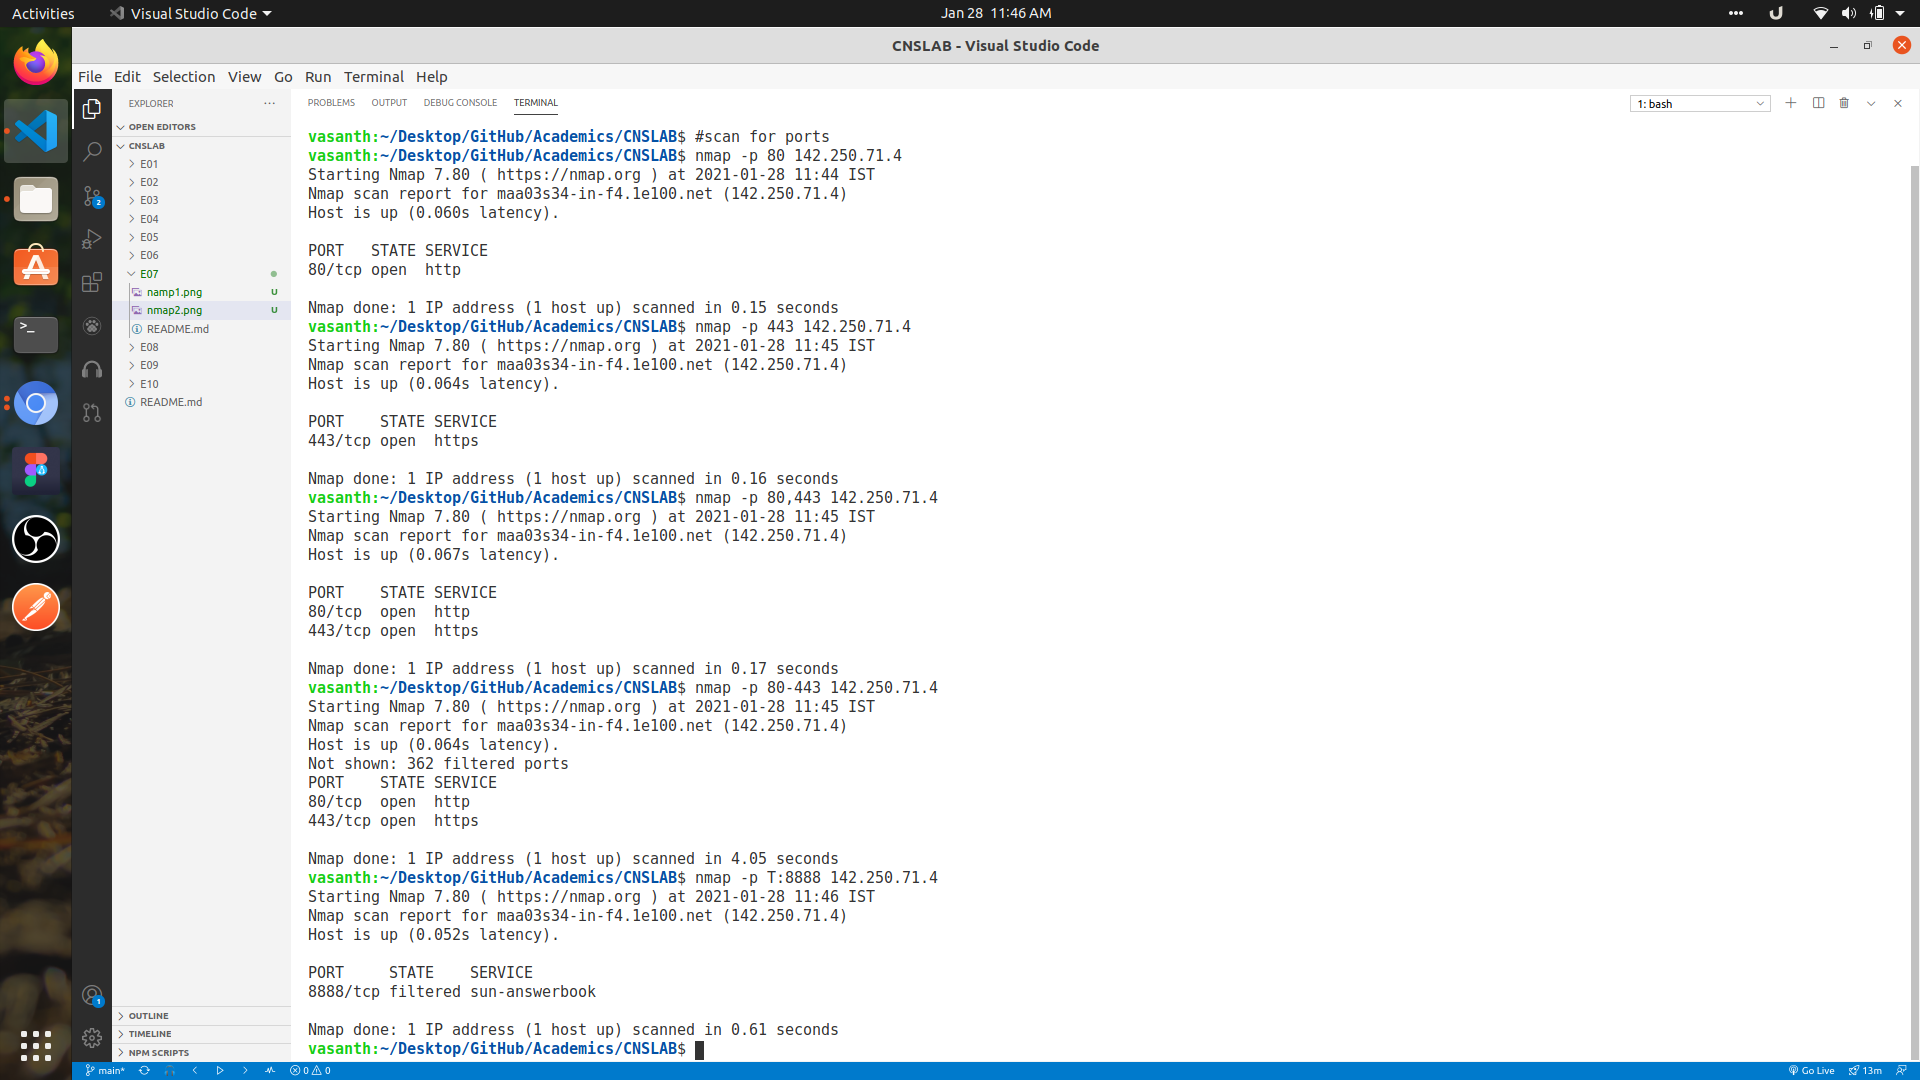 Activities
Visual Studio Code
Jan 28 11:46 AM
CNSLAB - Visual Studio Code
File Edit Selection View Go Run Terminal Help
EXPLORER
OPEN EDITORS
CNSLAB
E01
E02
E03
E04
E05
E06
E07
namp1.png U
nmap2.png U
README.md
E08
E09
E10
README.md
OUTLINE
TIMELINE
NPM SCRIPTS
2
1
PROBLEMS OUTPUT DEBUG CONSOLE TERMINAL
1: bash
vasanth:~/Desktop/GitHub/Academics/CNSLAB$ #scan for ports
vasanth:~/Desktop/GitHub/Academics/CNSLAB$ nmap -p 80 142.250.71.4
Starting Nmap 7.80 ( https://nmap.org ) at 2021-01-28 11:44 IST
Nmap scan report for maa03s34-in-f4.1e100.net (142.250.71.4)
Host is up (0.060s latency).
PORT   STATE SERVICE
80/tcp open  http
Nmap done: 1 IP address (1 host up) scanned in 0.15 seconds
vasanth:~/Desktop/GitHub/Academics/CNSLAB$ nmap -p 443 142.250.71.4
Starting Nmap 7.80 ( https://nmap.org ) at 2021-01-28 11:45 IST
Nmap scan report for maa03s34-in-f4.1e100.net (142.250.71.4)
Host is up (0.064s latency).
PORT    STATE SERVICE
443/tcp open  https
Nmap done: 1 IP address (1 host up) scanned in 0.16 seconds
vasanth:~/Desktop/GitHub/Academics/CNSLAB$ nmap -p 80,443 142.250.71.4
Starting Nmap 7.80 ( https://nmap.org ) at 2021-01-28 11:45 IST
Nmap scan report for maa03s34-in-f4.1e100.net (142.250.71.4)
Host is up (0.067s latency).
PORT    STATE SERVICE
80/tcp  open  http
443/tcp open  https
Nmap done: 1 IP address (1 host up) scanned in 0.17 seconds
vasanth:~/Desktop/GitHub/Academics/CNSLAB$ nmap -p 80-443 142.250.71.4
Starting Nmap 7.80 ( https://nmap.org ) at 2021-01-28 11:45 IST
Nmap scan report for maa03s34-in-f4.1e100.net (142.250.71.4)
Host is up (0.064s latency).
Not shown: 362 filtered ports
PORT    STATE SERVICE
80/tcp  open  http
443/tcp open  https
Nmap done: 1 IP address (1 host up) scanned in 4.05 seconds
vasanth:~/Desktop/GitHub/Academics/CNSLAB$ nmap -p T:8888 142.250.71.4
Starting Nmap 7.80 ( https://nmap.org ) at 2021-01-28 11:46 IST
Nmap scan report for maa03s34-in-f4.1e100.net (142.250.71.4)
Host is up (0.052s latency).
PORT     STATE    SERVICE
8888/tcp filtered sun-answerbook
Nmap done: 1 IP address (1 host up) scanned in 0.61 seconds
vasanth:~/Desktop/GitHub/Academics/CNSLAB$
main* 0 0 Go Live 13m